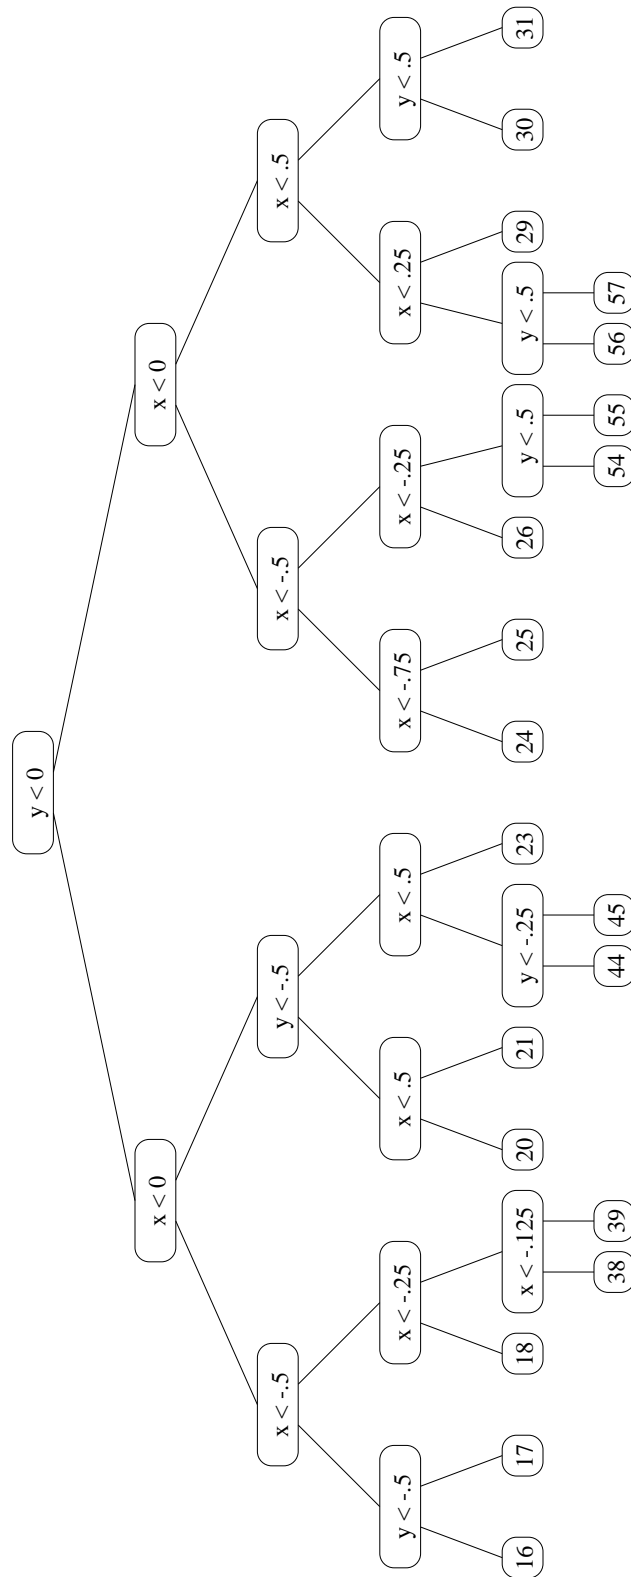 y < 0
x < 0
x < 0
x < -.5
y < -.5
x < -.5
x < .5
y < -.5
x < -.25
x < .5
x < .5
x < -.75
x < -.25
x < .25
y < .5
16
17
18
x < -.125
20
21
y < -.25
23
24
25
26
y < .5
y < .5
29
30
31
38
39
44
45
54
55
56
57